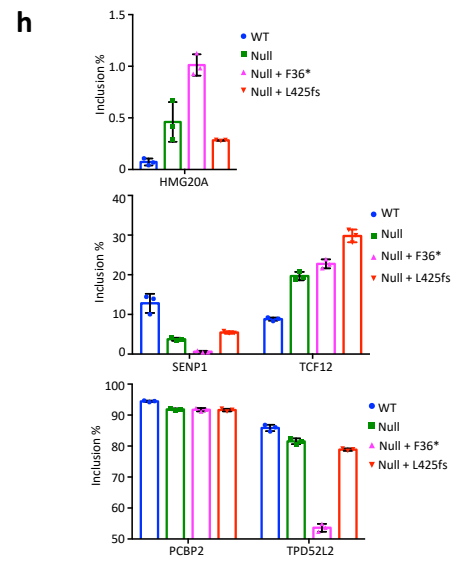 h
Inclusion %
1.5
1.0
0.5
0
HMG20A
WT
Null
Null + F36*
Null + L425fs
Inclusion %
40
30
20
10
0
SENP1
TCF12
WT
Null
Null + F36*
Null + L425fs
Inclusion %
100
90
80
70
60
50
PCBP2
TPD52L2
WT
Null
Null + F36*
Null + L425fs